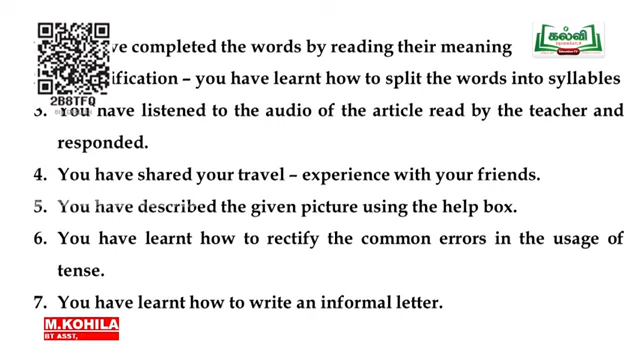 ve completed the words by reading their meaning
கல்வி
ification – you have learnt how to split the words into syllables
2B8TFQ
3. You have listened to the audio of the article read by the teacher and
responded.
4. You have shared your travel – experience with your friends.
5. You have described the given picture using the help box.
6. You have learnt how to rectify the common errors in the usage of
tense.
7. You have learnt how to write an informal letter.
M.KOHILA
BT ASST,